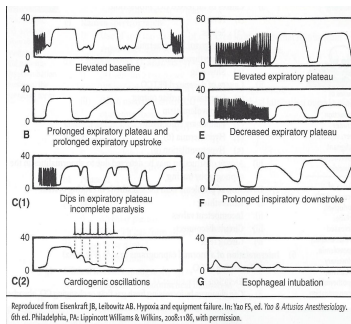 40
0
A
Elevated baseline
60
0
D
Elevated expiratory plateau
40
0
B
Prolonged expiratory plateau and
prolonged expiratory upstroke
40
0
E
Decreased expiratory plateau
40
0
C(1)
Dips in expiratory plateau
incomplete paralysis
40
0
F
Prolonged inspiratory downstroke
40
0
C(2)
Cardiogenic oscillations
40
0
G
Esophageal intubation
Reproduced from Eisenkraft JB, Leibowitz AB. Hypoxia and equipment failure. In: Yao FS, ed. Yao & Artusios Anesthesiology.
6th ed. Philadelphia, PA: Lippincott Williams & Wilkins, 2008:1186, with permission.